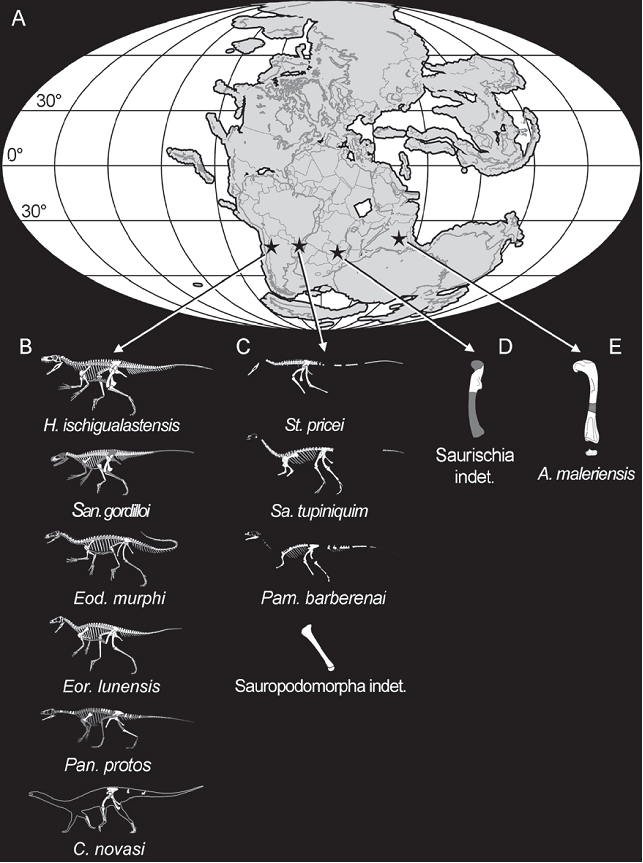 A
30°
0°
30°
B
C
D
E
H. ischigualastensis
San. gordilloi
Eod. murphi
Eor. lunensis
Pan. protos
C. novasi
St. pricei
Sa. tupiniquim
Pam. barberenai
Sauropodomorpha indet.
Saurischia
indet.
A. maleriensis